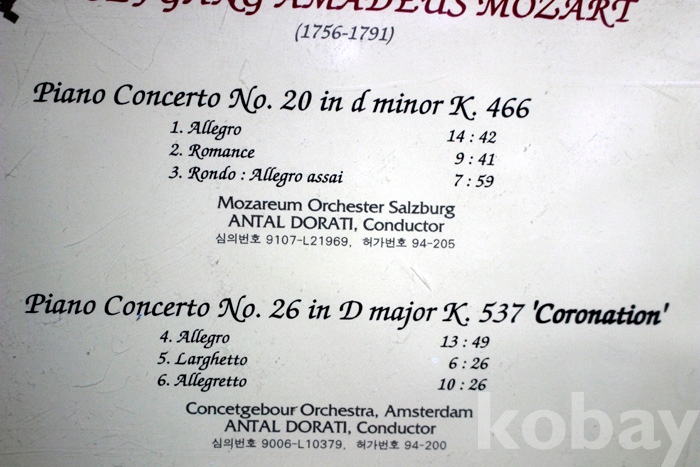 AMADEUS MOZART
(1756-1791)
Piano Concerto No. 20 in d minor K. 466
1. Allegro 14 : 42
2. Romance 9 : 41
3. Rondo : Allegro assai 7 : 59
Mozareum Orchester Salzburg
ANTAL DORATI, Conductor
심의번호 9107-L21969, 허가번호 94-205
Piano Concerto No. 26 in D major K. 537 'Coronation'
4. Allegro 13 : 49
5. Larghetto 6 : 26
6. Allegretto 10 : 26
Concetgebour Orchestra, Amsterdam
ANTAL DORATI, Conductor
심의번호 9006-L10379, 허가번호 94-200
kobay